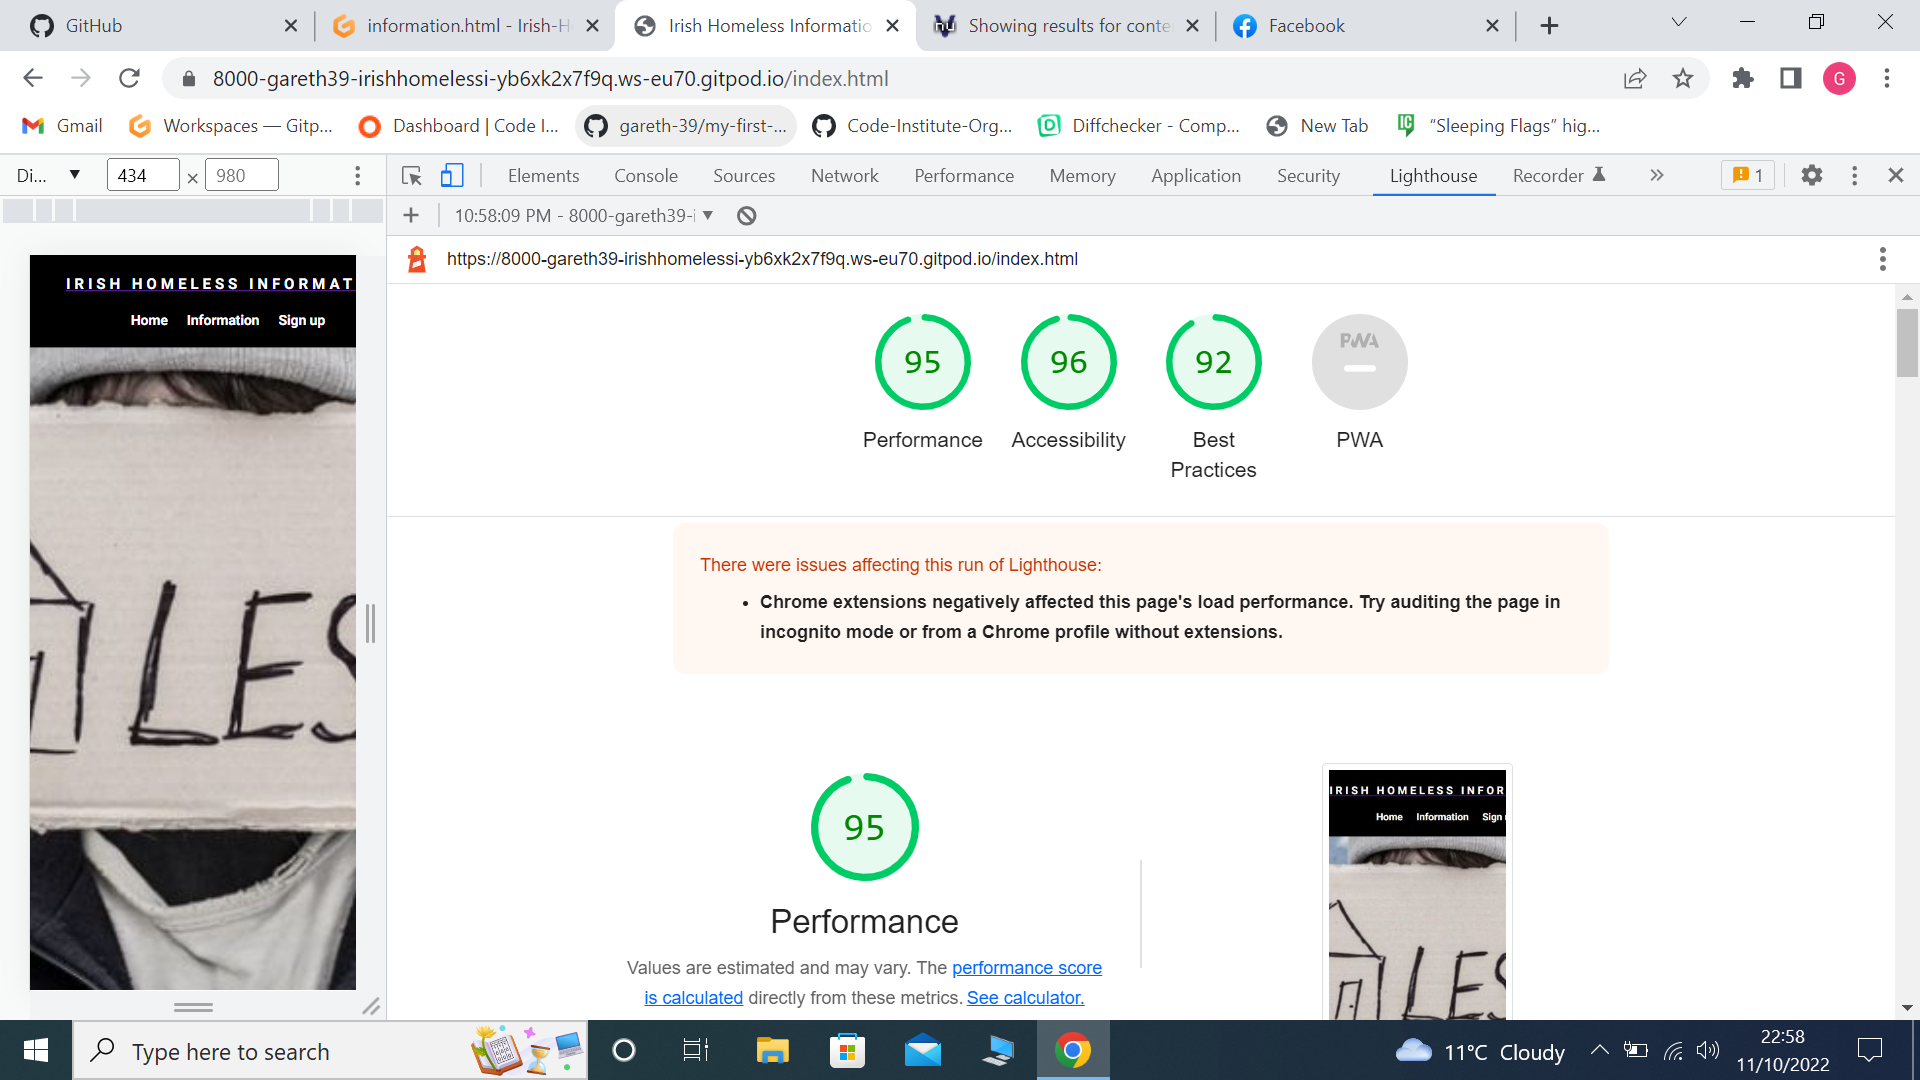 GitHub
information.html - Irish-H
Irish Homeless Informatio
Showing results for conte
Facebook
8000-gareth39-irishhomelessi-yb6xk2x7f9q.ws-eu70.gitpod.io/index.html
G
Gmail
Workspaces — Gitp...
Dashboard | Code I...
gareth-39/my-first-...
Code-Institute-Org...
Diffchecker - Comp...
New Tab
“Sleeping Flags” hig...
Di...
434
×
980
Elements
Console
Sources
Network
Performance
Memory
Application
Security
Lighthouse
Recorder
1
10:58:09 PM - 8000-gareth39-i
https://8000-gareth39-irishhomelessi-yb6xk2x7f9q.ws-eu70.gitpod.io/index.html
IRISH HOMELESS INFORMAT
Home
Information
Sign up
LES
95
96
92
PWA
Performance
Accessibility
Best
Practices
PWA
There were issues affecting this run of Lighthouse:
• Chrome extensions negatively affected this page's load performance. Try auditing the page in
incognito mode or from a Chrome profile without extensions.
95
Performance
Values are estimated and may vary. The performance score
is calculated directly from these metrics. See calculator.
IRISH HOMELESS INFOR
Home
Information
Sign
LES
Type here to search
11°C Cloudy
22:58
11/10/2022